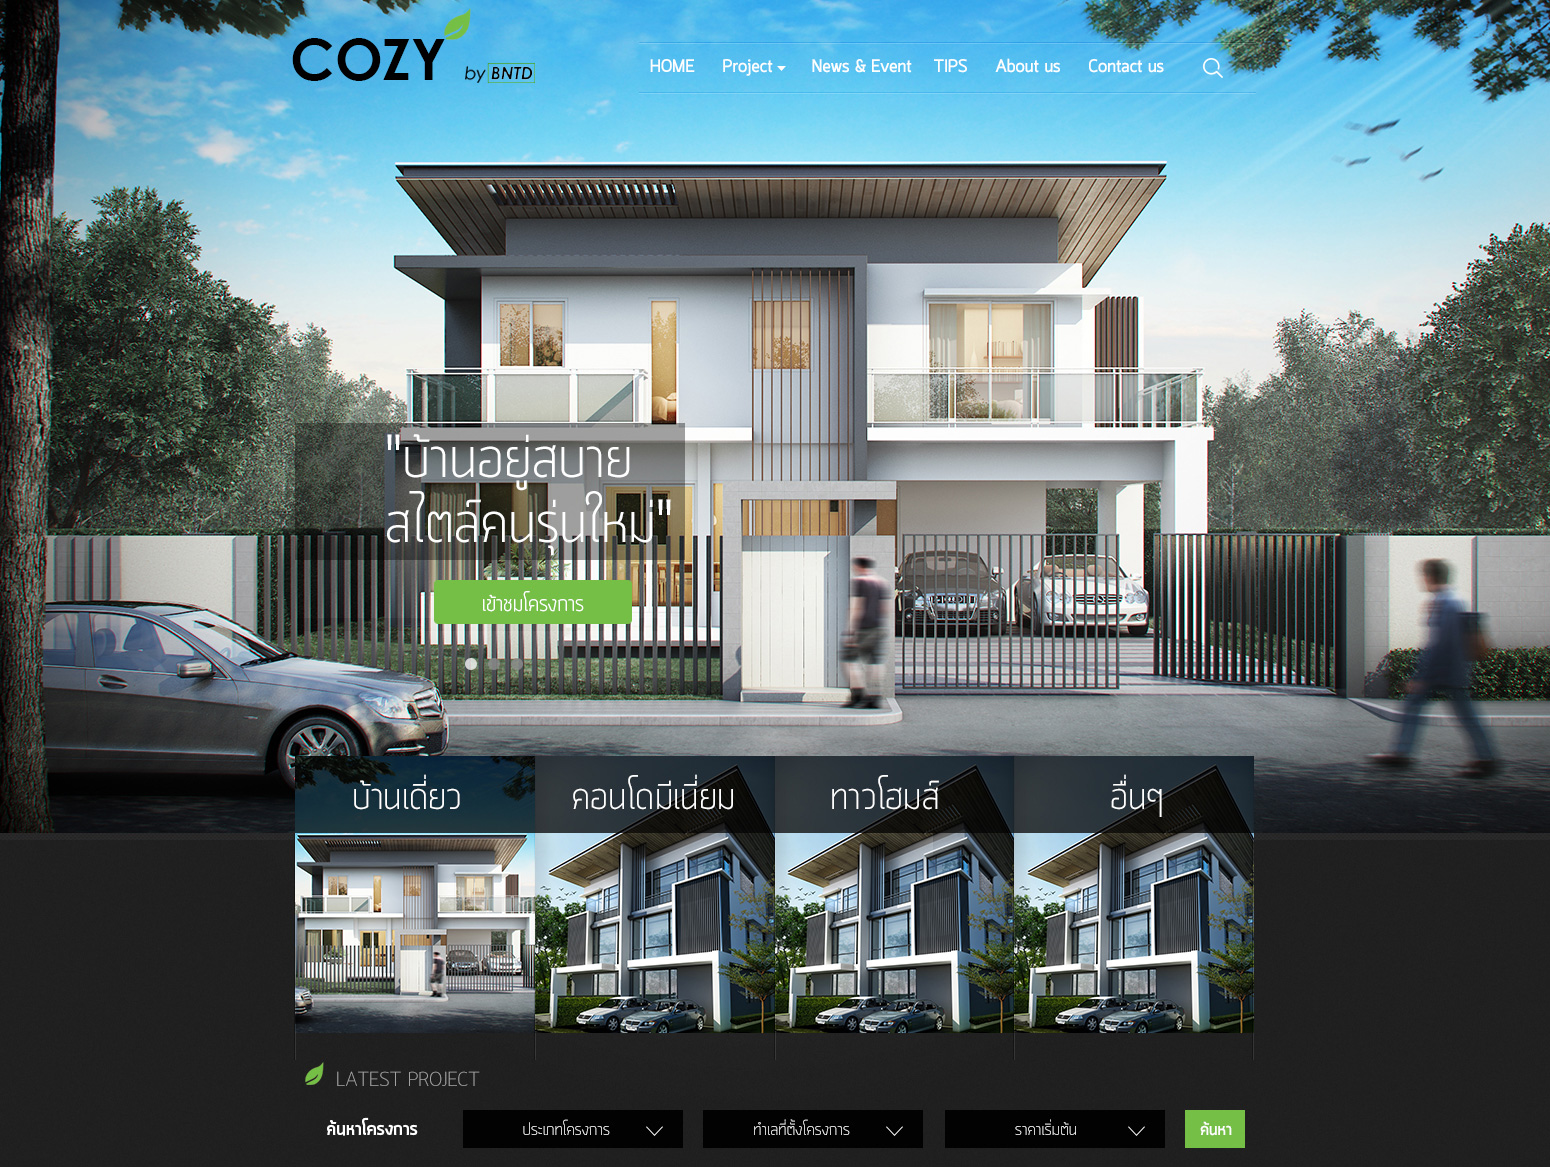 COZY
by BNTD
HOME Project News & Event TIPS About us Contact us
"บ้านอยู่สบาย
สไตล์คนรุ่นใหม่"
เข้าชมโครงการ
บ้านเดี่ยว คอนโดมีเนี่ยม ทาวโฮมส์ อื่นๆ
LATEST PROJECT
ค้นหาโครงการ ประเภทโครงการ ทำเลที่ตั้งโครงการ ราคาเริ่มต้น ค้นหา